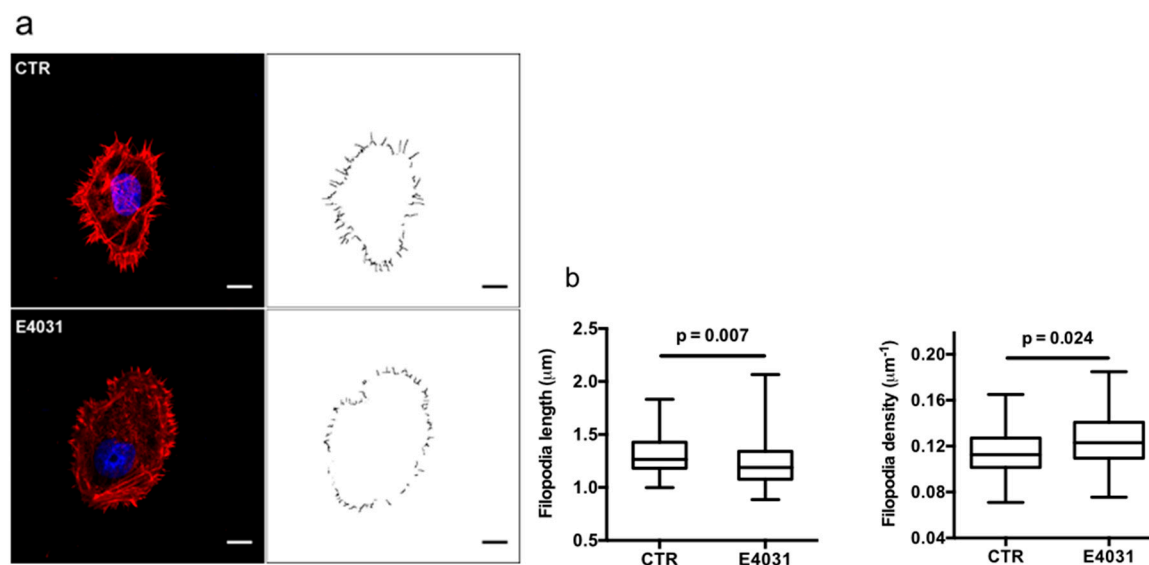 a
CTR
E4031
b
p = 0.007
Filopodia length (μm)
2.5
2.0
1.5
1.0
0.5
CTR E4031
p = 0.024
Filopodia density (μm⁻¹)
0.20
0.16
0.12
0.08
0.04
CTR E4031